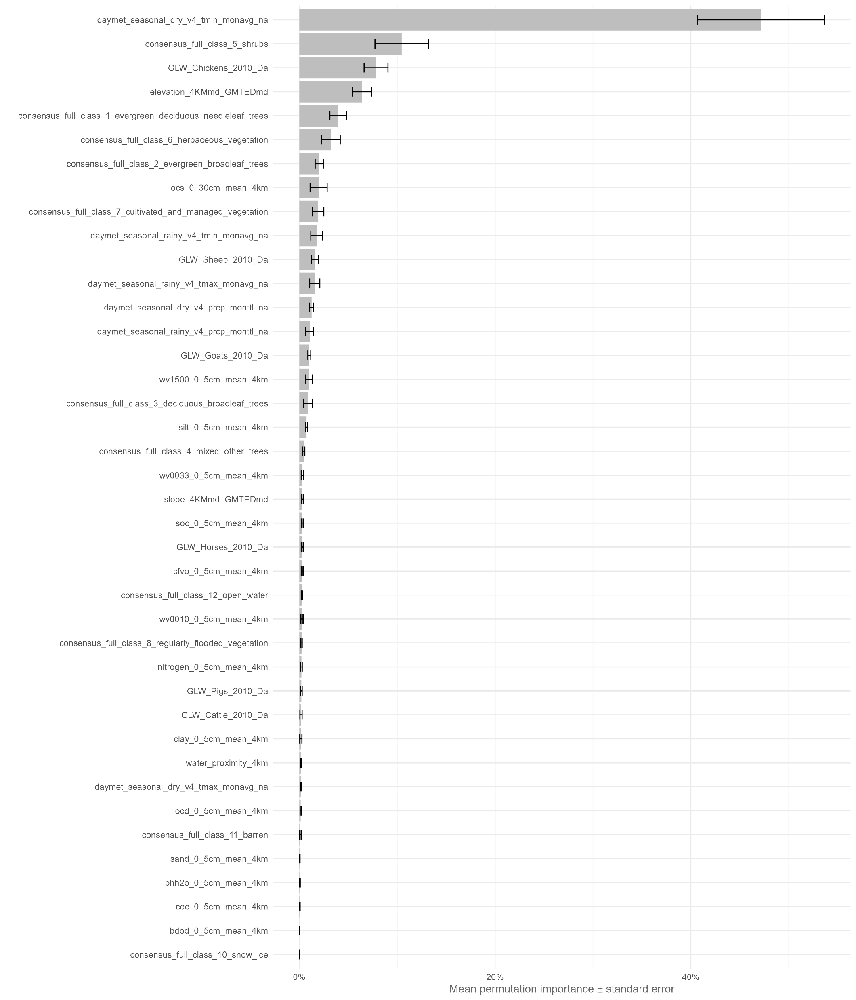 daymet_seasonal_dry_v4_tmin_monavg_na
consensus_full_class_5_shrubs
GLW_Chickens_2010_Da
elevation_4KMmd_GMTEDmd
consensus_full_class_1_evergreen_deciduous_needleleaf_trees
consensus_full_class_6_herbaceous_vegetation
consensus_full_class_2_evergreen_broadleaf_trees
ocs_0_30cm_mean_4km
consensus_full_class_7_cultivated_and_managed_vegetation
daymet_seasonal_rainy_v4_tmin_monavg_na
GLW_Sheep_2010_Da
daymet_seasonal_rainy_v4_tmax_monavg_na
daymet_seasonal_dry_v4_prcp_monttl_na
daymet_seasonal_rainy_v4_prcp_monttl_na
GLW_Goats_2010_Da
wv1500_0_5cm_mean_4km
consensus_full_class_3_deciduous_broadleaf_trees
silt_0_5cm_mean_4km
consensus_full_class_4_mixed_other_trees
wv0033_0_5cm_mean_4km
slope_4KMmd_GMTEDmd
soc_0_5cm_mean_4km
GLW_Horses_2010_Da
cfvo_0_5cm_mean_4km
consensus_full_class_12_open_water
wv0010_0_5cm_mean_4km
consensus_full_class_8_regularly_flooded_vegetation
nitrogen_0_5cm_mean_4km
GLW_Pigs_2010_Da
GLW_Cattle_2010_Da
clay_0_5cm_mean_4km
water_proximity_4km
daymet_seasonal_dry_v4_tmax_monavg_na
ocd_0_5cm_mean_4km
consensus_full_class_11_barren
sand_0_5cm_mean_4km
phh2o_0_5cm_mean_4km
cec_0_5cm_mean_4km
bdod_0_5cm_mean_4km
consensus_full_class_10_snow_ice
0% 20% 40%
Mean permutation importance ± standard error